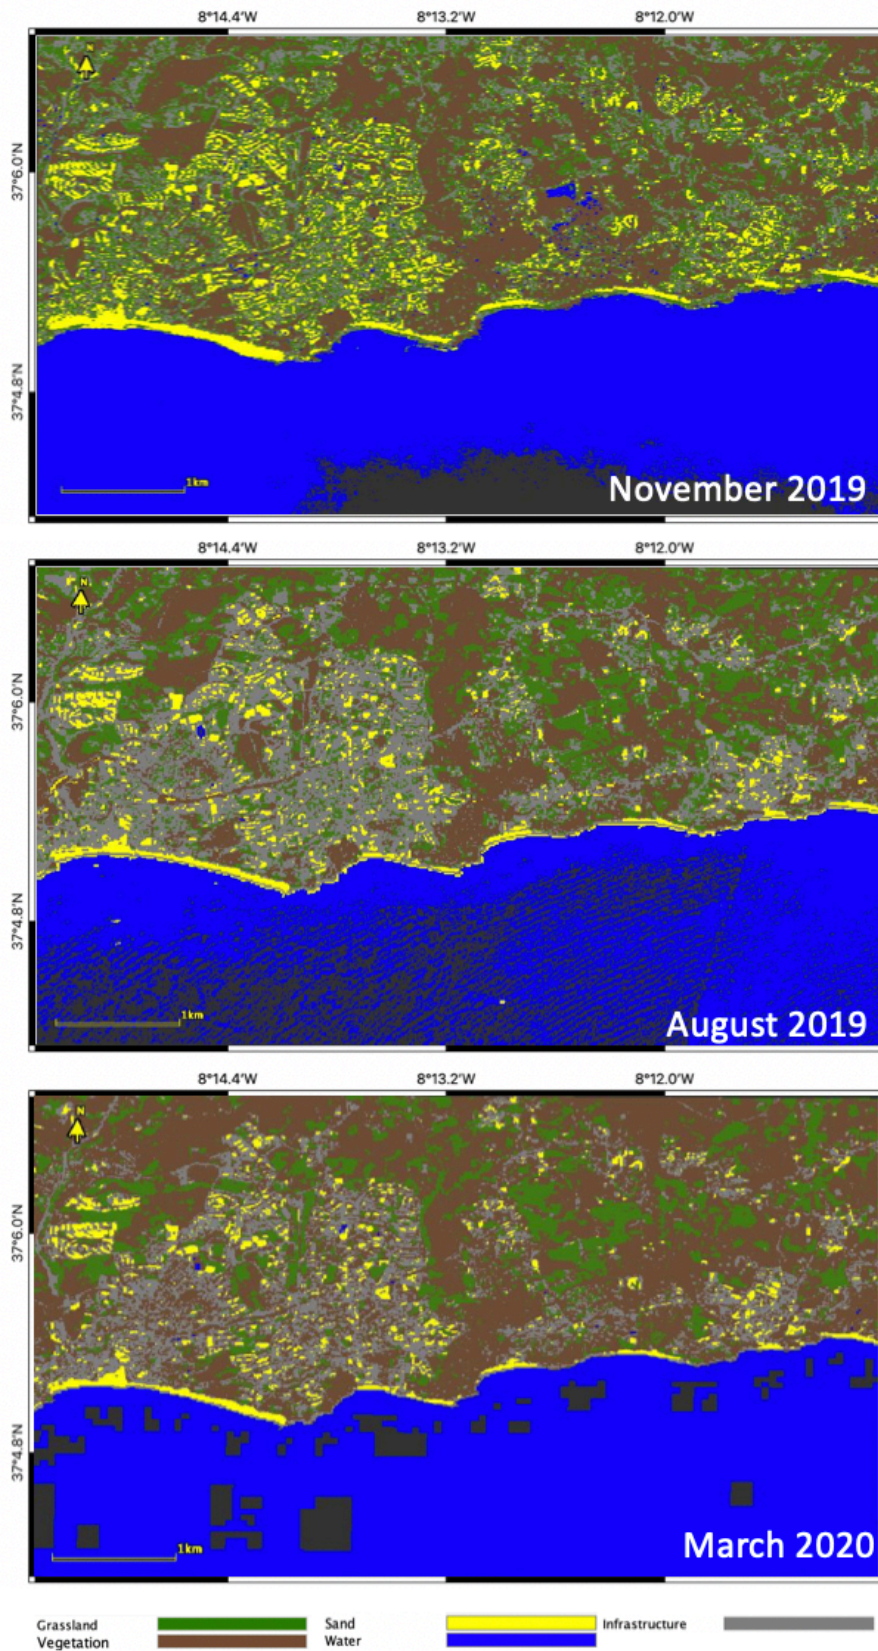 8°14.4'W 8°13.2'W 8°12.0'W
N
37°6.0'N
37°4.8'N
1km
November 2019
8°14.4'W 8°13.2'W 8°12.0'W
N
37°6.0'N
37°4.8'N
1km
August 2019
8°14.4'W 8°13.2'W 8°12.0'W
N
37°6.0'N
37°4.8'N
1km
March 2020
Grassland Sand Infrastructure
Vegetation Water